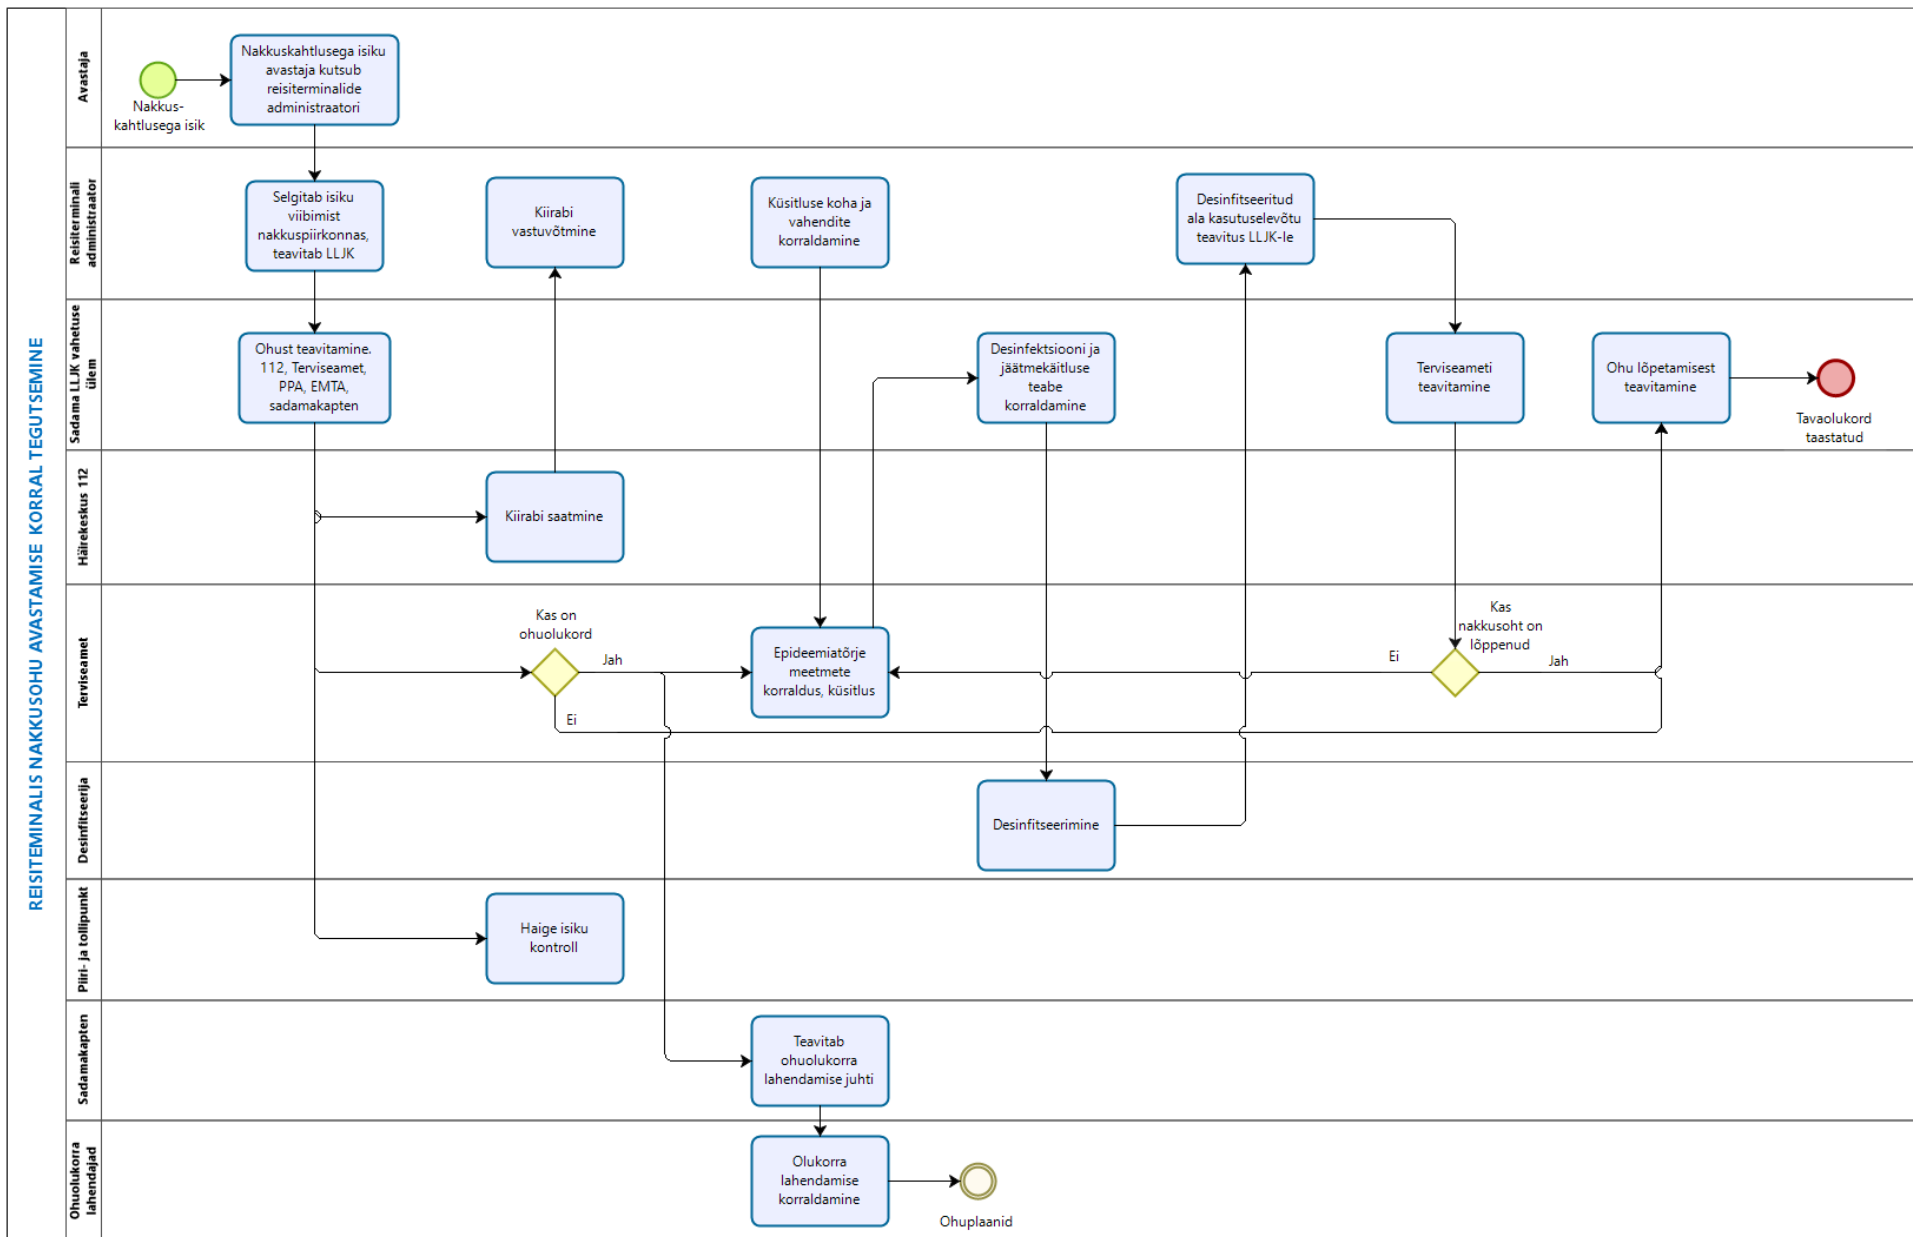 REISITEMINALIS NAKKUSOHU AVASTAMISE KORRAL TEGUTSEMINE
Avastaja
Nakkus-
kahtlusega isik
Nakkuskahtlusega isiku
avastaja kutsub
reisiterminalide
administraatori
Reisiterminali
administraator
Selgitab isiku
viibimist
nakkuspiirkonnas,
teavitab LLJK
Kiirabi
vastuvõtmine
Küsitluse koha ja
vahendite
korraldamine
Desinfitseeritud
ala kasutuselevõtu
teavitus LLJK-le
Sadama LLJK vahetuse
ülem
Ohust teavitamine.
112, Terviseamet,
PPA, EMTA,
sadamakapten
Desinfektsiooni ja
jäätmekäitluse
teabe
korraldamine
Terviseameti
teavitamine
Ohu lõpetamisest
teavitamine
Tavaolukord
taastatud
Häirekeskus 112
Kiirabi saatmine
Terviseamet
Kas on
ohuolukord
Jah
Ei
Epideemiatõrje
meetmete
korraldus, küsitlus
Kas
nakkusoht on
lõppenud
Ei
Jah
Desinfitseerija
Desinfitseerimine
Piiri- ja tollipunkt
Haige isiku
kontroll
Sadamakapten
Teavitab
ohuolukorra
lahendamise juhti
Ohuolukorra
lahendajad
Olukorra
lahendamise
korraldamine
Ohuplaanid